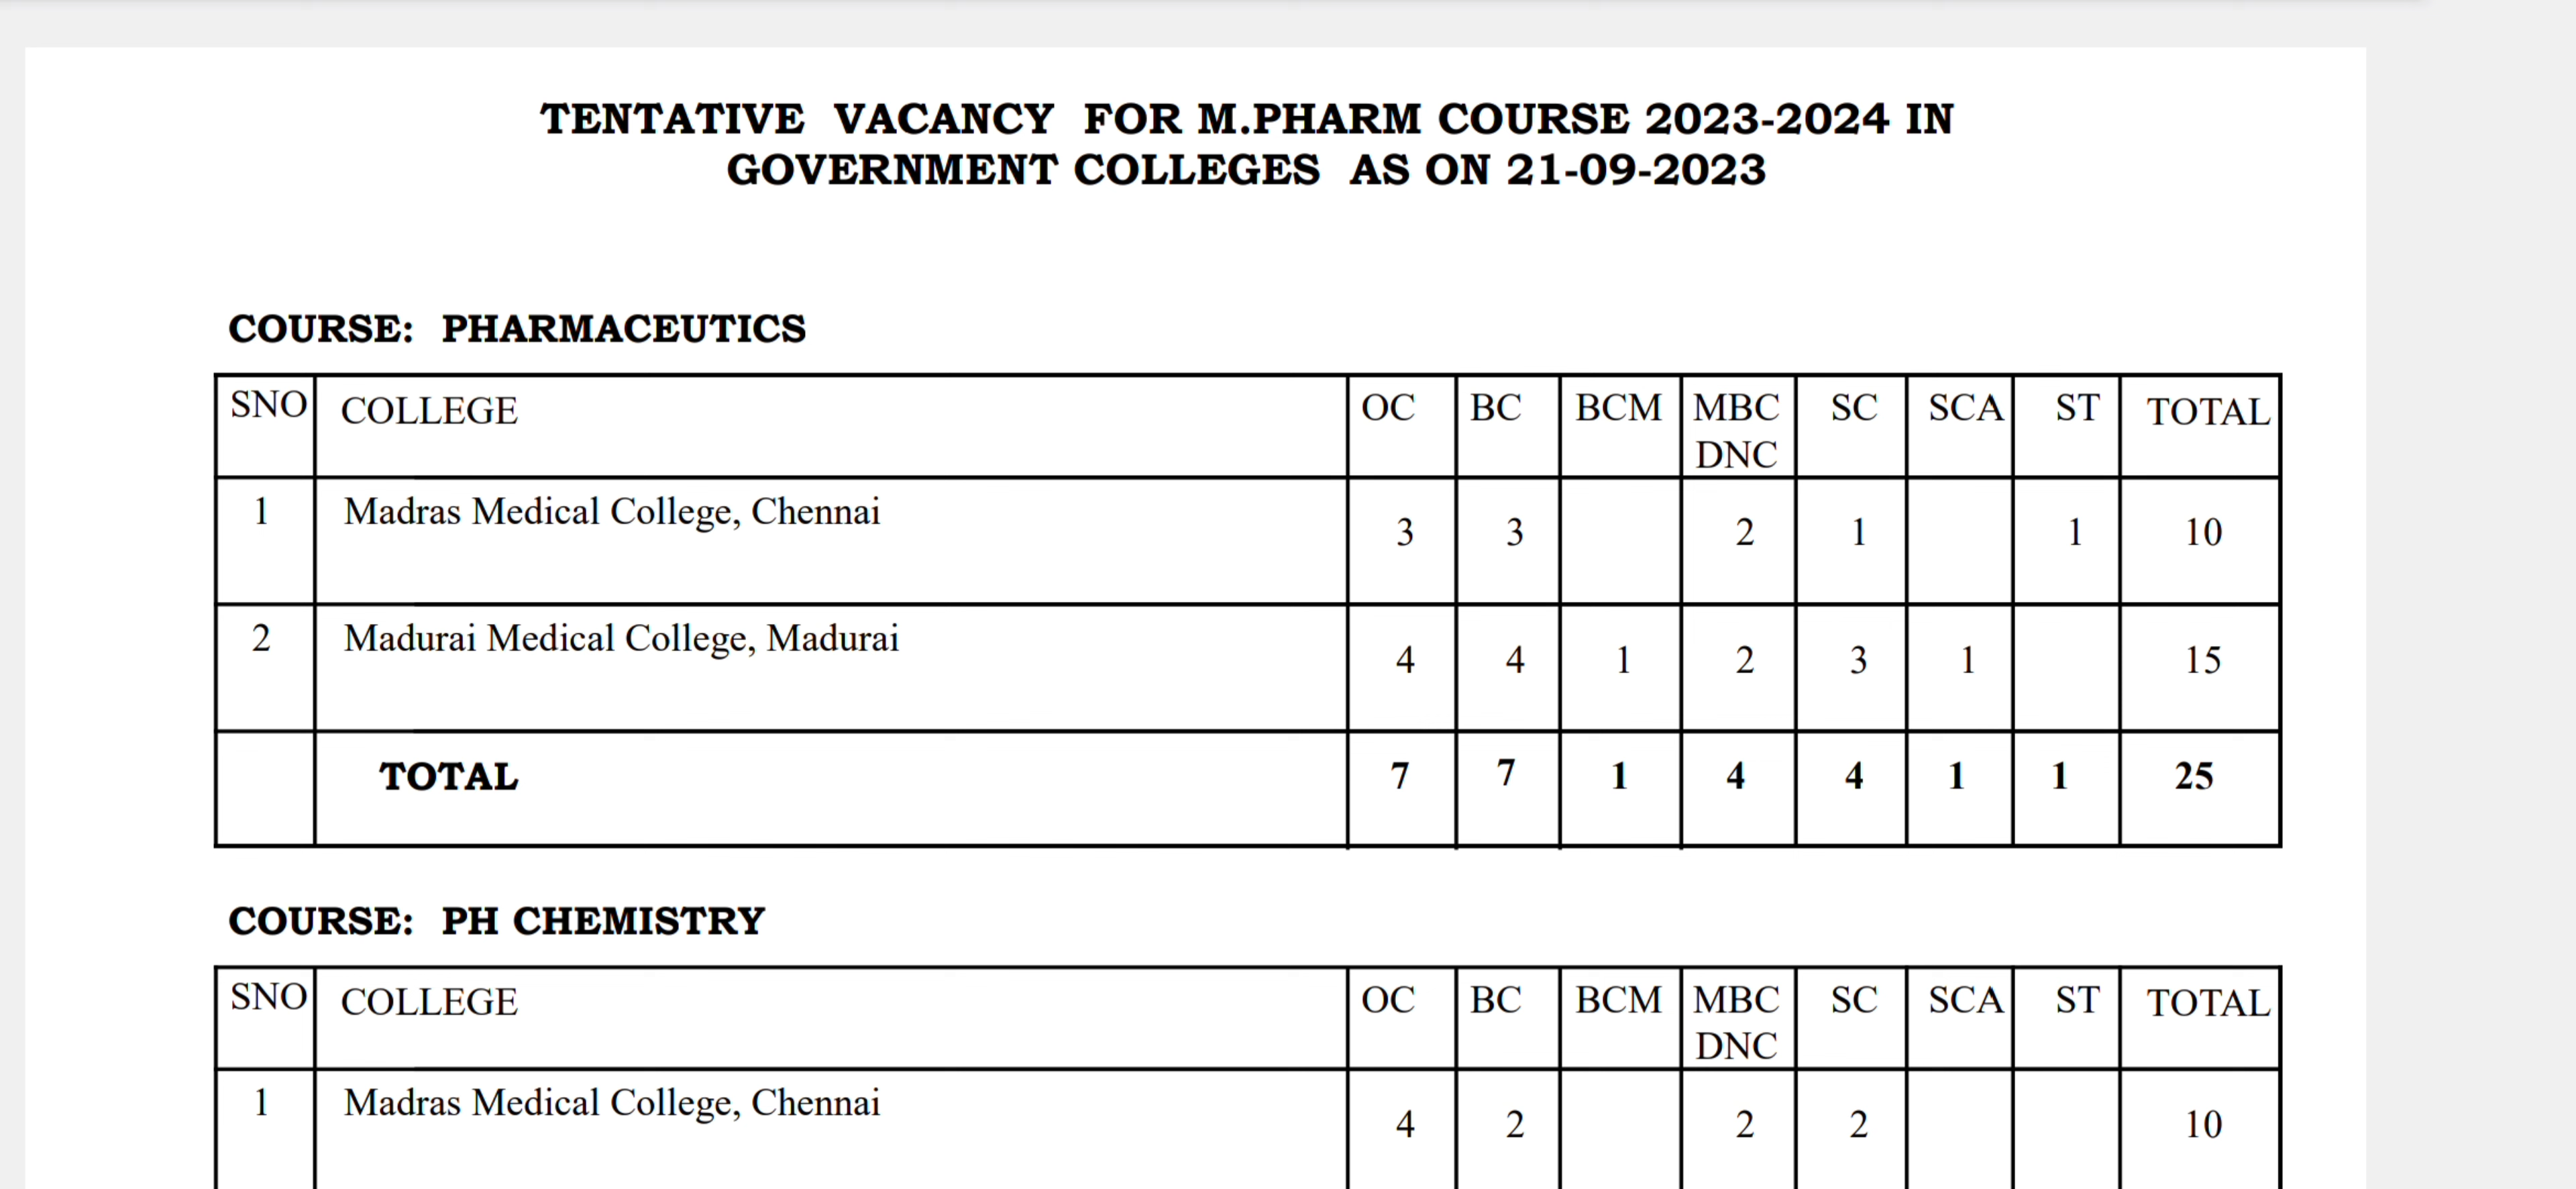 TENTATIVE VACANCY FOR M.PHARM COURSE 2023-2024 IN
GOVERNMENT COLLEGES AS ON 21-09-2023
COURSE: PHARMACEUTICS
SNO COLLEGE OC BC BCM MBC DNC SC SCA ST TOTAL
1 Madras Medical College, Chennai 3 3 2 1 1 10
2 Madurai Medical College, Madurai 4 4 1 2 3 1 15
TOTAL 7 7 1 4 4 1 1 25
COURSE: PH CHEMISTRY
SNO COLLEGE OC BC BCM MBC DNC SC SCA ST TOTAL
1 Madras Medical College, Chennai 4 2 2 2 10